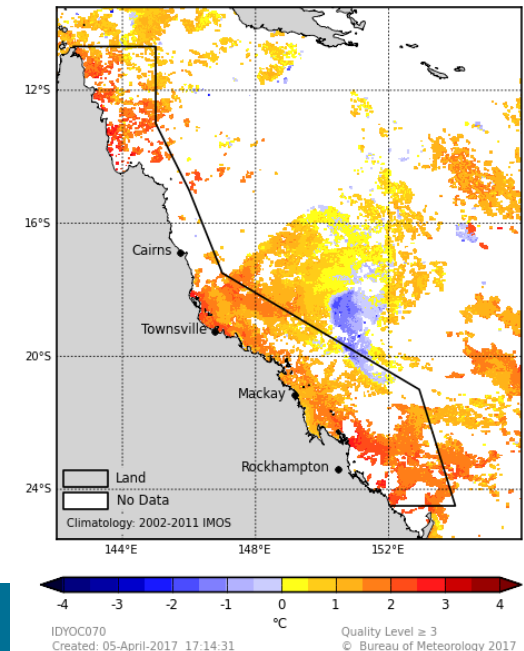 12°S
16°S
Cairns
Townsville
20°S
Mackay
Rockhampton
Land
24°S
No Data
Climatology: 2002-2011 IMOS
144°E 148°E 152°E
-4 -3 -2 -1 0 1 2 3 4
°C
IDYOC070 Quality Level ≥ 3
Created: 05-April-2017 17:14:31 © Bureau of Meteorology 2017